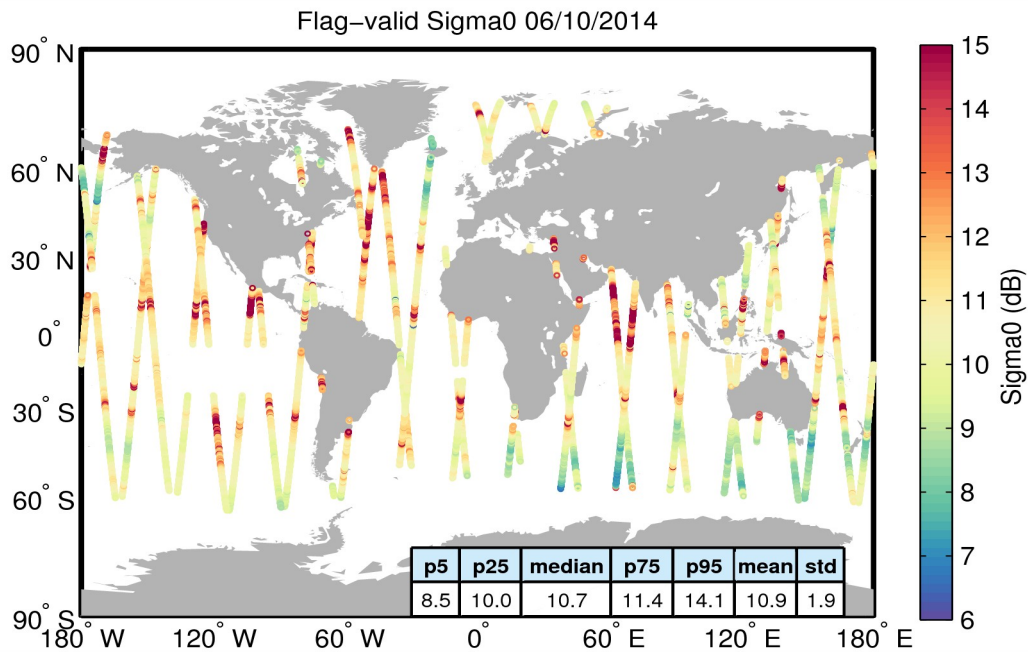 Flag−valid Sigma0 06/10/2014
90° N
60° N
30° N
0°
30° S
60° S
90° S
180° W
120° W
60° W
0°
60° E
120° E
180° E
p5 p25 median p75 p95 mean std
8.5 10.0 10.7 11.4 14.1 10.9 1.9
15
14
13
12
11
10
9
8
7
6
Sigma0 (dB)